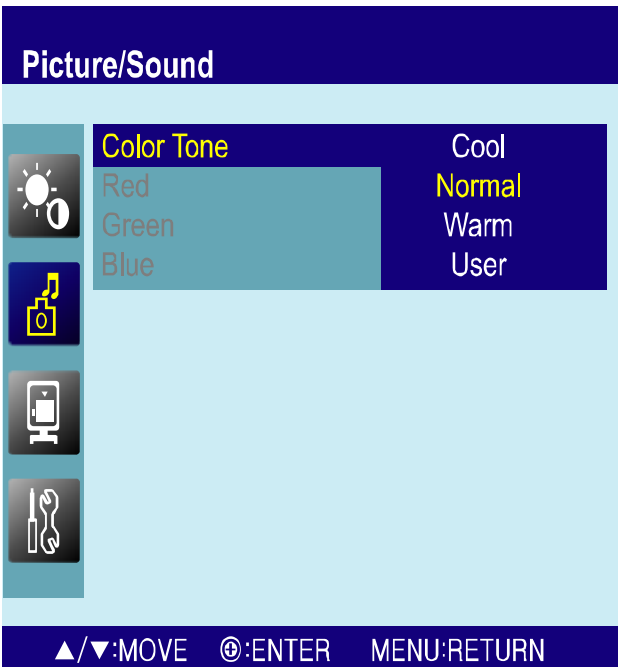 Picture/Sound
Color Tone Cool
Red Normal
Green Warm
Blue User
▲/▼:MOVE ⊕:ENTER MENU:RETURN